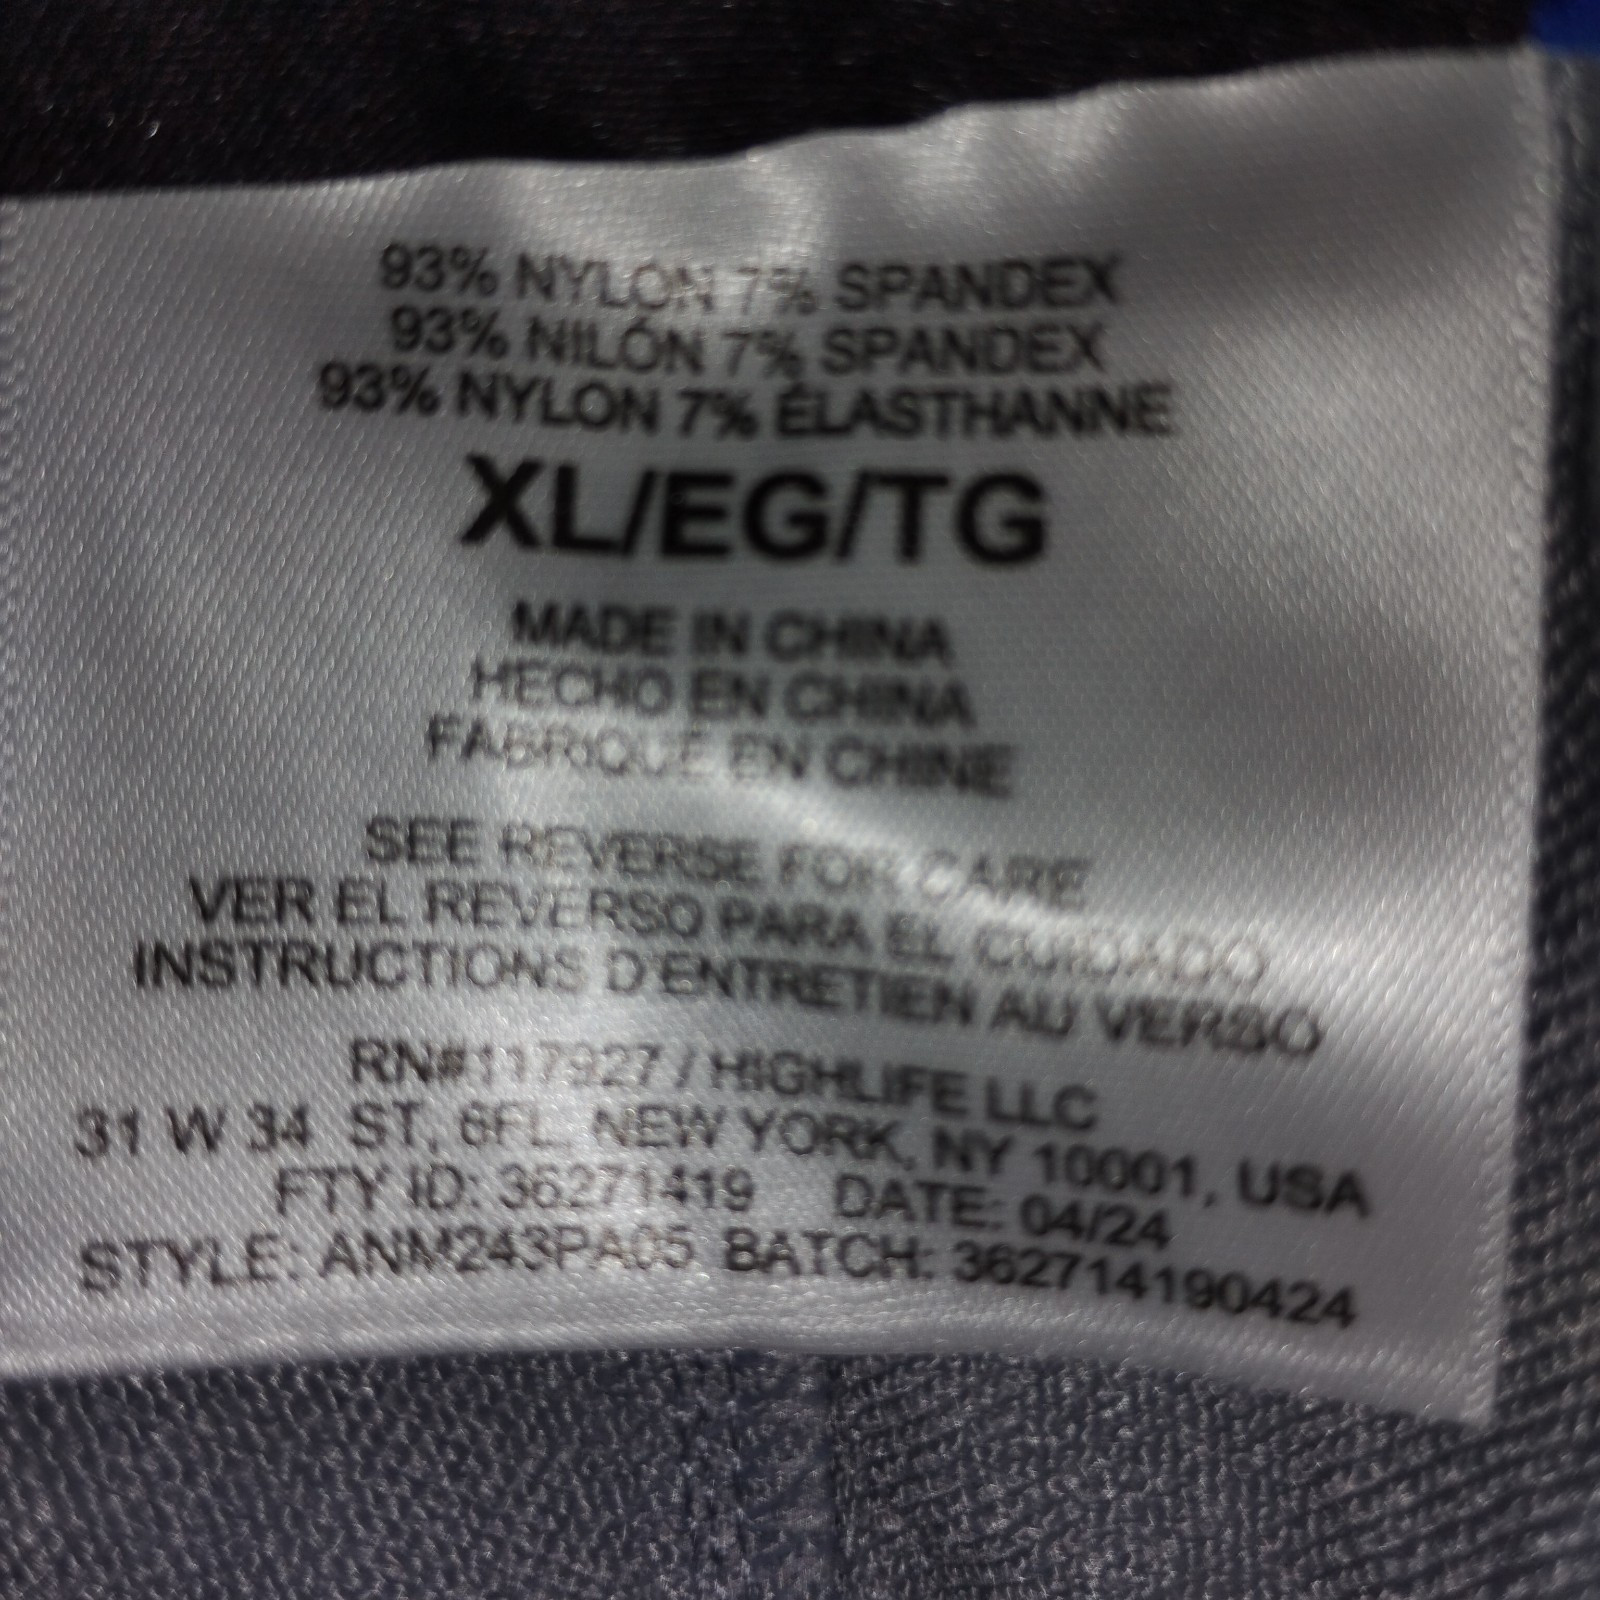 93% NYLON 7% SPANDEX
93% NILÓN 7% SPANDEX
93% NYLON 7% ÉLASTHANNE
XL/EG/TG
MADE IN CHINA
HECHO EN CHINA
FABRIQUE EN CHINE
SEE REVERSE FOR CARE
VER EL REVERSO PARA EL CUIDADO
INSTRUCTIONS D'ENTRETIEN AU VERSO
RN#117927 / HIGHLIFE LLC
31 W 34 ST, 6FL, NEW YORK, NY 10001, USA
FTY ID: 36271419 DATE: 04/24
STYLE: ANM243PA05 BATCH: 362714190424